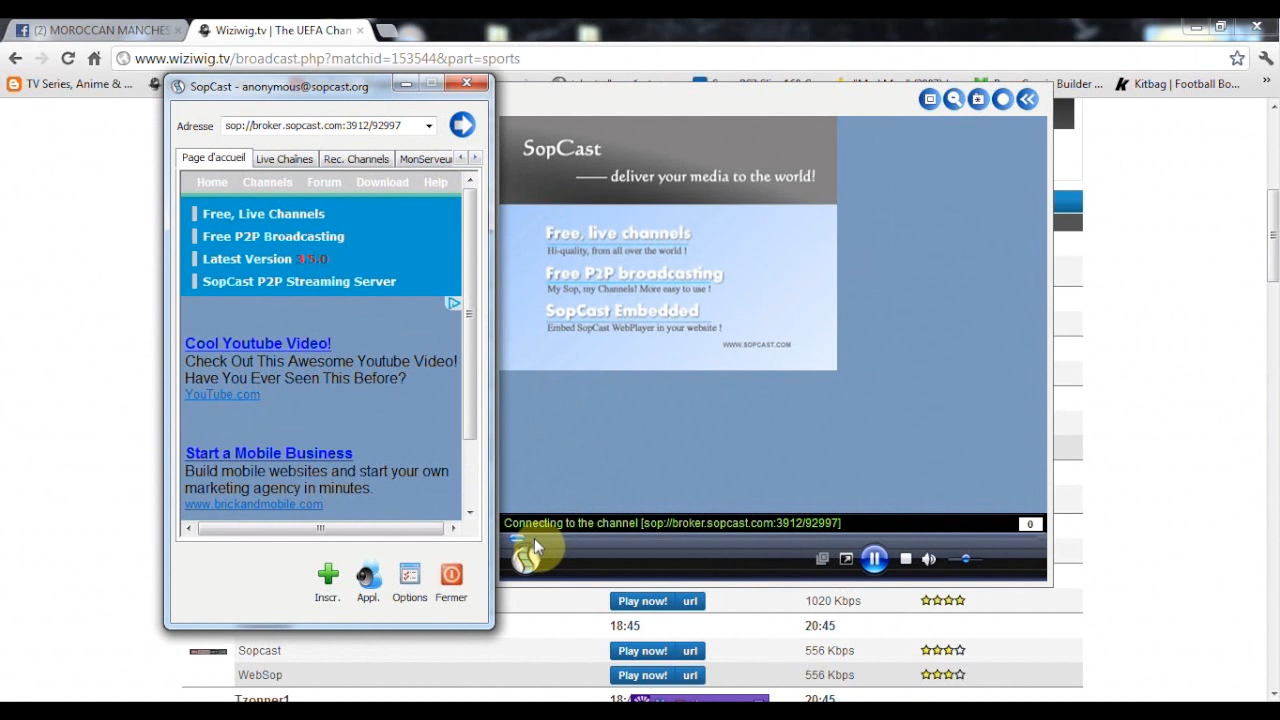 (2) MOROCCAN MANCHES
Wiziwig.tv | The UEFA Chan
www.wiziwig.tv/broadcast.php?matchid=153544&part=sports
TV Series, Anime & ...
Builder ...
Kitbag | Football Bo...
SopCast - anonymous@sopcast.org
Adresse sop://broker.sopcast.com:3912/92997
Page d'accueil Live Chaînes Rec. Channels MonServeur
Home Channels Forum Download Help
Free, Live Channels
Free P2P Broadcasting
Latest Version 3.5.0
SopCast P2P Streaming Server
Cool Youtube Video!
Check Out This Awesome Youtube Video!
Have You Ever Seen This Before?
YouTube.com
Start a Mobile Business
Build mobile websites and start your own
marketing agency in minutes.
www.brickandmobile.com
Inscr. Appl. Options Fermer
SopCast
deliver your media to the world!
Free, live channels
Hi-quality, from all over the world !
Free P2P broadcasting
My Sop, my Channels! More easy to use !
SopCast Embedded
Embed SopCast WebPlayer in your website !
WWW.SOPCAST.COM
Connecting to the channel [sop://broker.sopcast.com:3912/92997] 0
Play now! url 1020 Kbps
18:45 20:45
Sopcast Play now! url 556 Kbps
WebSop Play now! url 556 Kbps
20:45